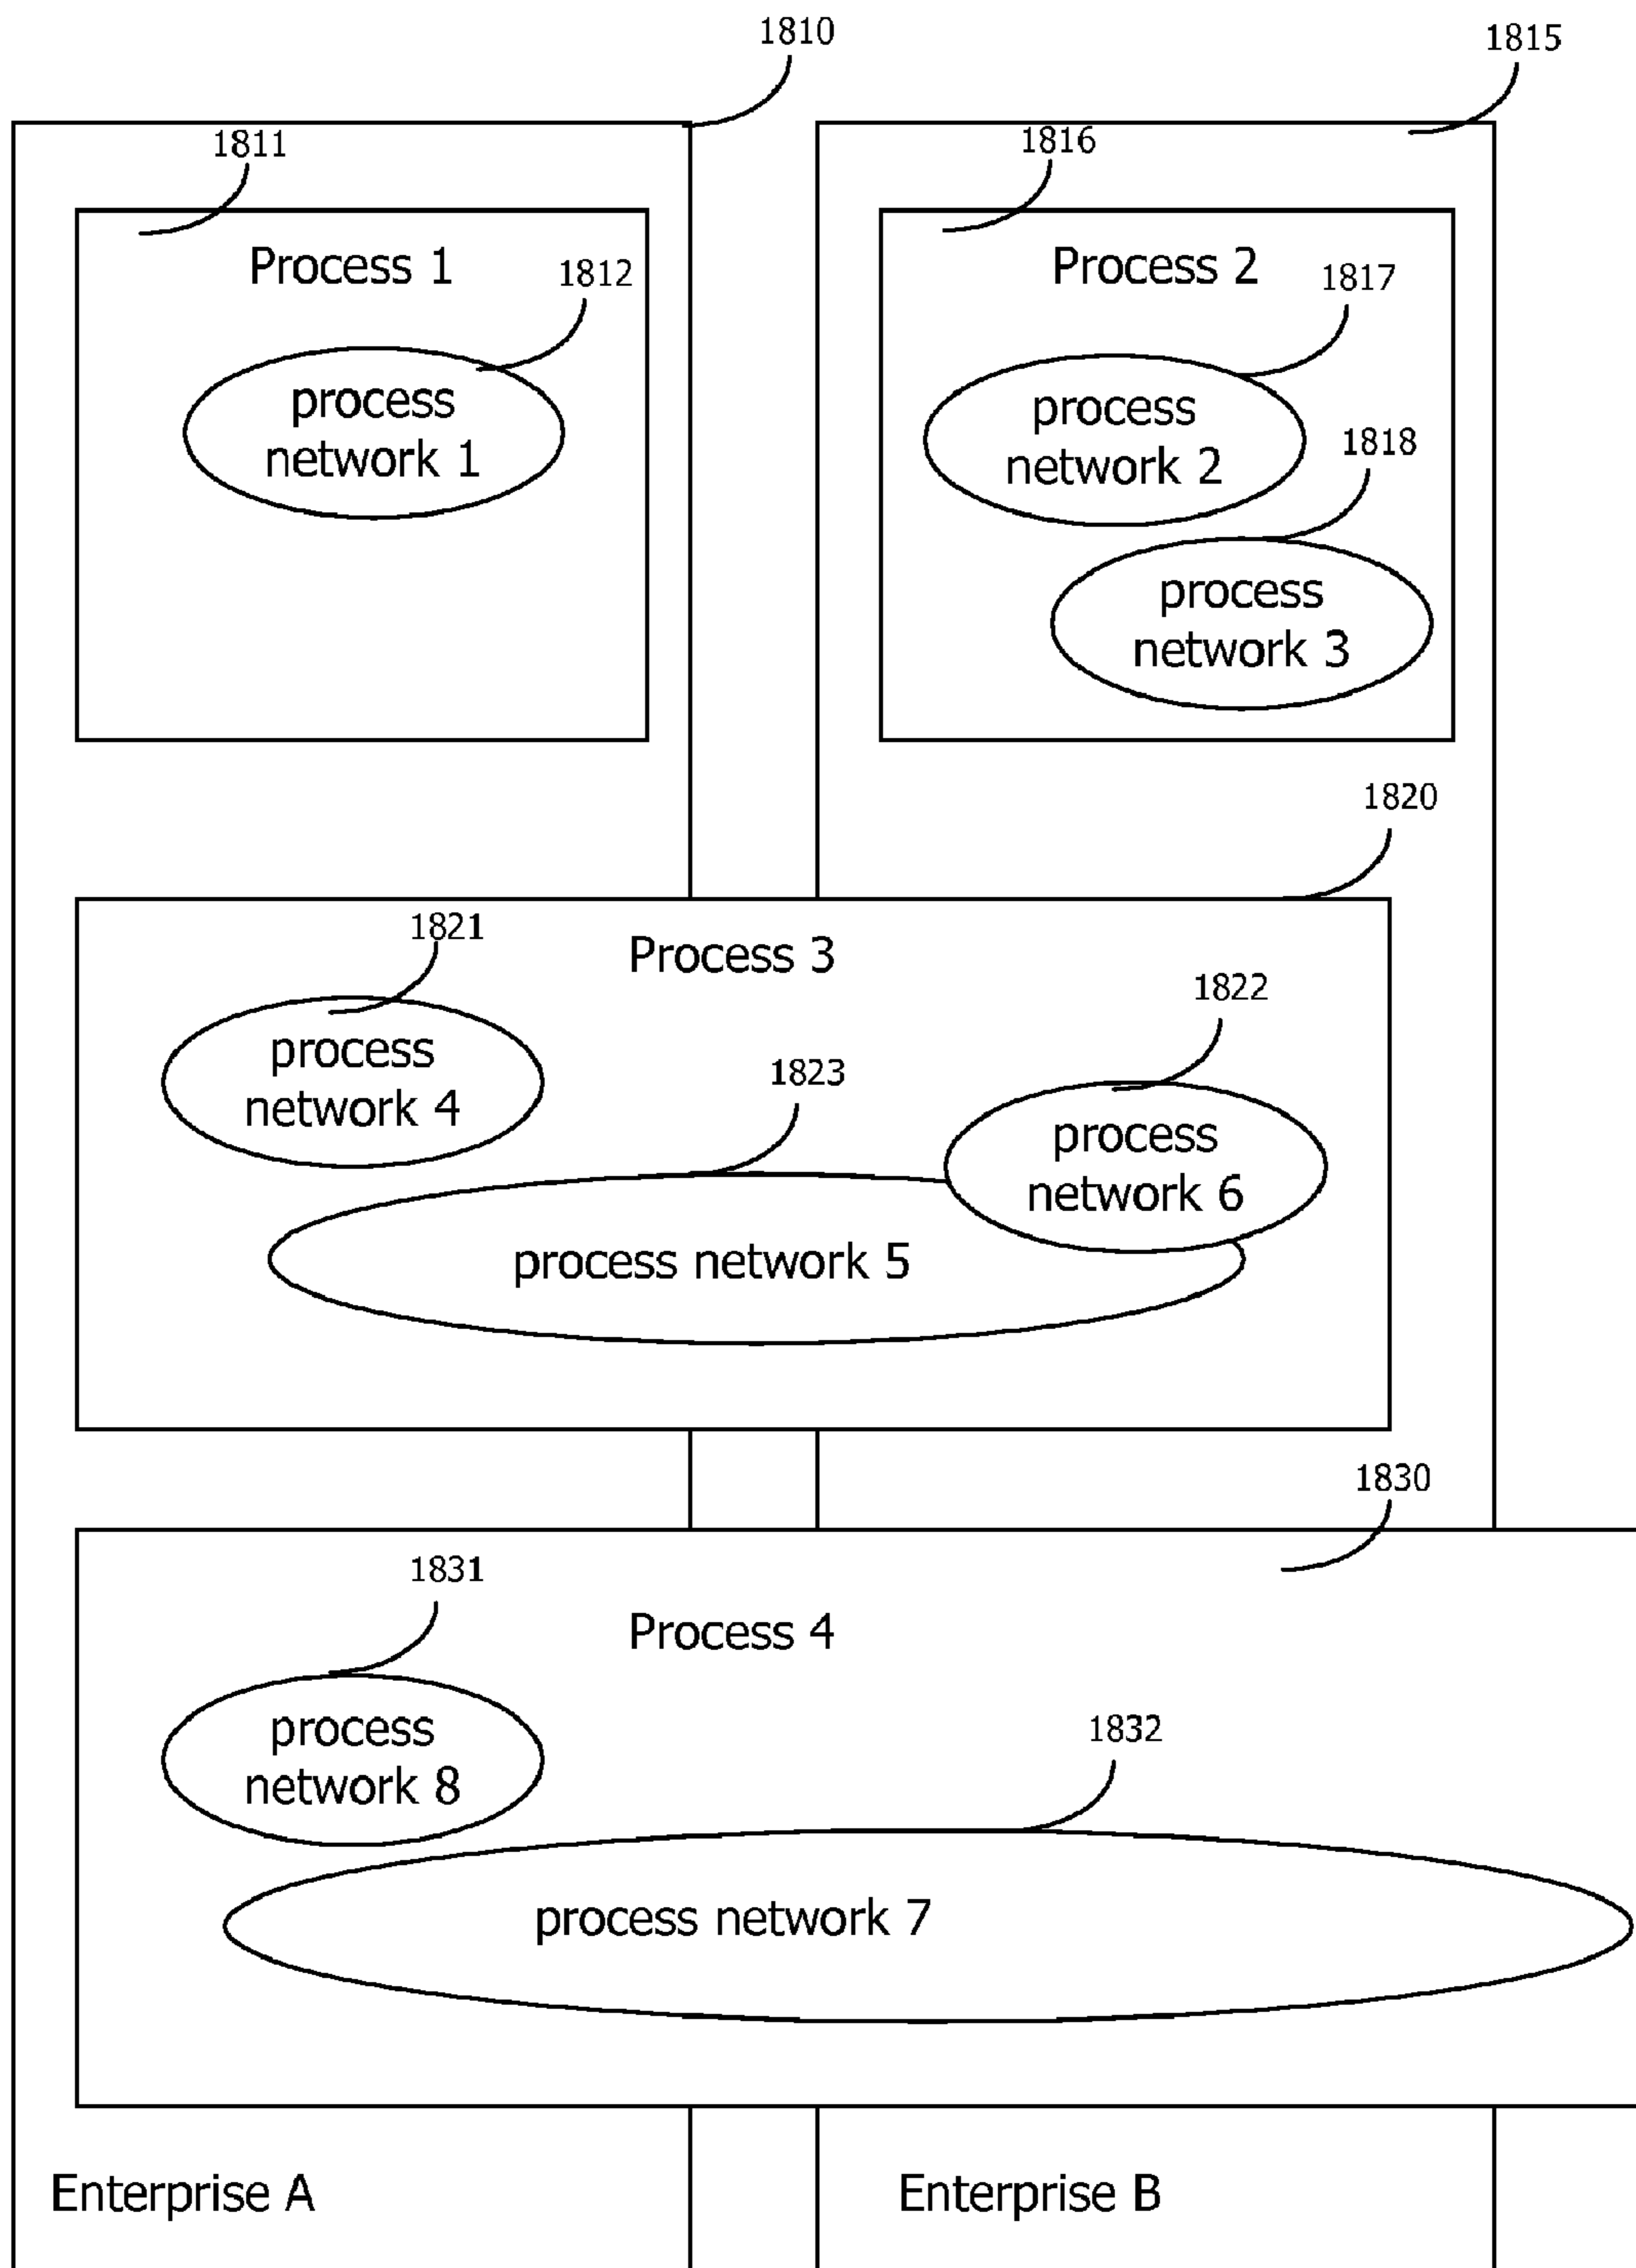 1810
1815
1811
1816
Process 1
1812
Process 2
1817
process
network 1
process
network 2
1818
process
network 3
1820
1821
Process 3
1822
process
network 4
1823
process
network 6
process network 5
1830
1831
Process 4
process
network 8
1832
process network 7
Enterprise A
Enterprise B